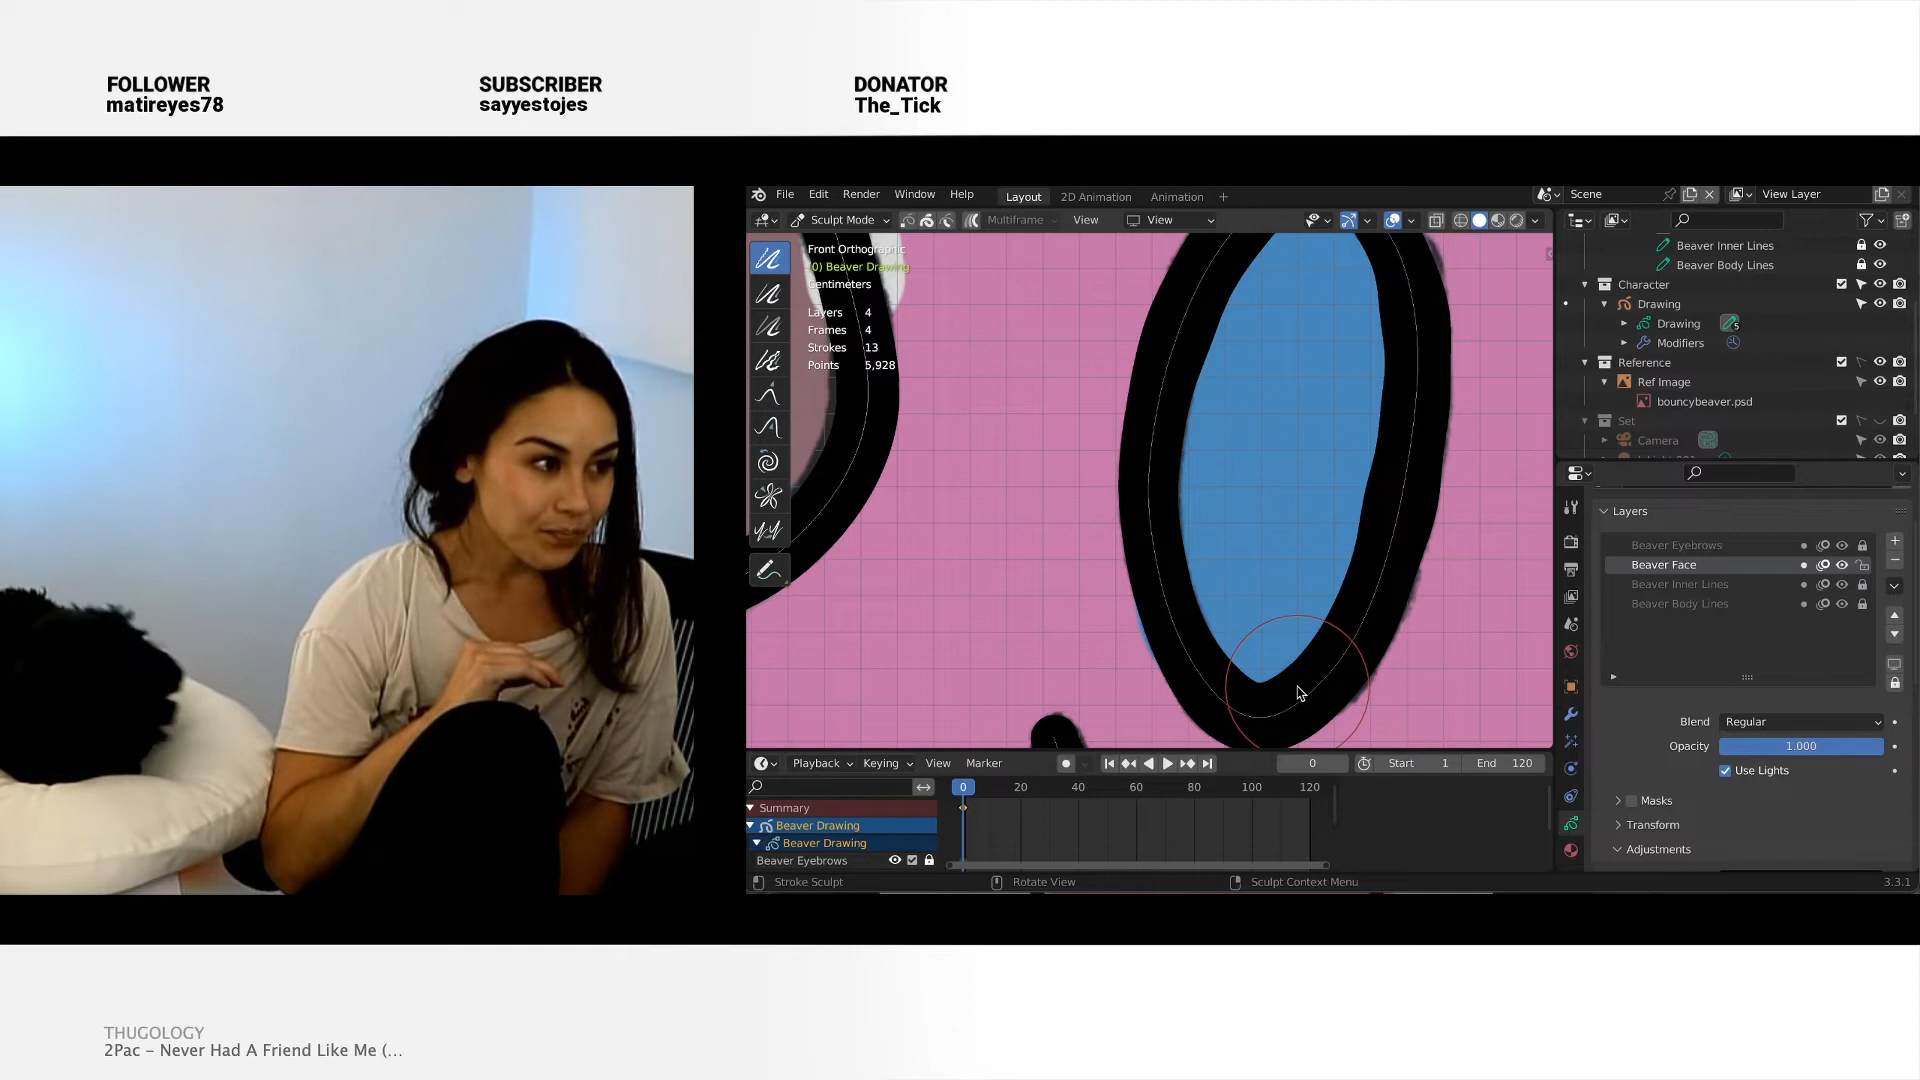 FOLLOWER
matireyes78
SUBSCRIBER
sayyestojes
DONATOR
The_Tick
File Edit Render Window Help Layout 2D Animation Animation + Scene View Layer
Sculpt Mode Multiframe View View
Front Orthographic
(0) Beaver Drawing
Centimeters
Layers 4
Frames 4
Strokes 13
Points 5,928
Beaver Inner Lines
Beaver Body Lines
Character
Drawing
Drawing 5
Modifiers
Reference
Ref Image
bouncybeaver.psd
Set
Camera
Layers
Beaver Eyebrows
Beaver Face
Beaver Inner Lines
Beaver Body Lines
Blend Regular
Opacity 1.000
Use Lights
Masks
Transform
Adjustments
Playback Keying View Marker 0 Start 1 End 120
0 20 40 60 80 100 120
Summary
Beaver Drawing
Beaver Drawing
Beaver Eyebrows
Stroke Sculpt Rotate View Sculpt Context Menu 3.3.1
THUGOLOGY
2Pac - Never Had A Friend Like Me (...